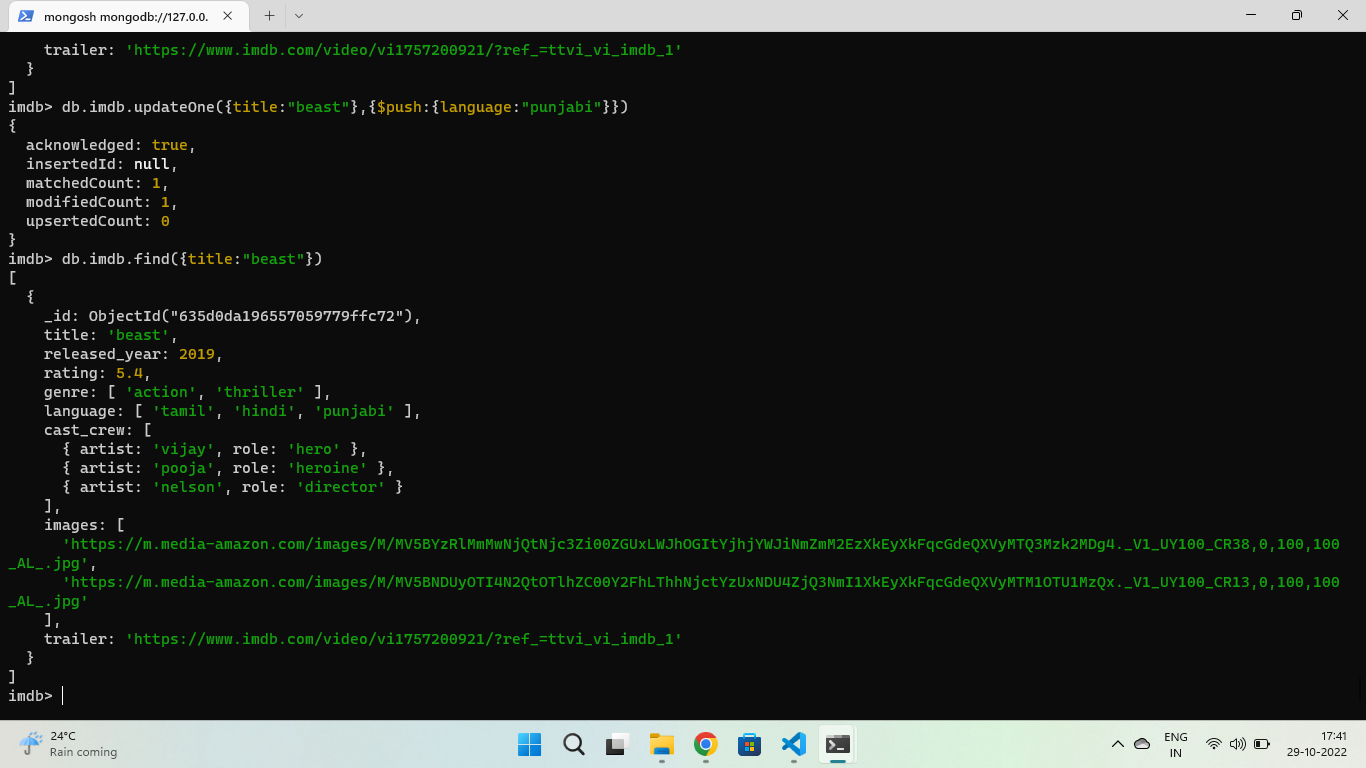 mongosh mongodb://127.0.0.
trailer: 'https://www.imdb.com/video/vi1757200921/?ref_=ttvi_vi_imdb_1'
}
]
imdb> db.imdb.updateOne({title:"beast"},{$push:{language:"punjabi"}})
{
acknowledged: true,
insertedId: null,
matchedCount: 1,
modifiedCount: 1,
upsertedCount: 0
}
imdb> db.imdb.find({title:"beast"})
[
{
_id: ObjectId("635d0da196557059779ffc72"),
title: 'beast',
released_year: 2019,
rating: 5.4,
genre: [ 'action', 'thriller' ],
language: [ 'tamil', 'hindi', 'punjabi' ],
cast_crew: [
{ artist: 'vijay', role: 'hero' },
{ artist: 'pooja', role: 'heroine' },
{ artist: 'nelson', role: 'director' }
],
images: [
'https://m.media-amazon.com/images/M/MV5BYzRlMmMwNjQtNjc3Zi00ZGUxLWJhOGItYjhjYWJiNmZmM2EzXkEyXkFqcGdeQXVyMTQ3Mzk2MDg4._V1_UY100_CR38,0,100,100
_AL_.jpg',
'https://m.media-amazon.com/images/M/MV5BNDUyOTI4N2QtOTlhZC00Y2FhLThhNjctYzUxNDU4ZjQ3NmI1XkEyXkFqcGdeQXVyMTM1OTU1MzQx._V1_UY100_CR13,0,100,100
_AL_.jpg'
],
trailer: 'https://www.imdb.com/video/vi1757200921/?ref_=ttvi_vi_imdb_1'
}
]
imdb>
24°C
Rain coming
ENG
IN
17:41
29-10-2022